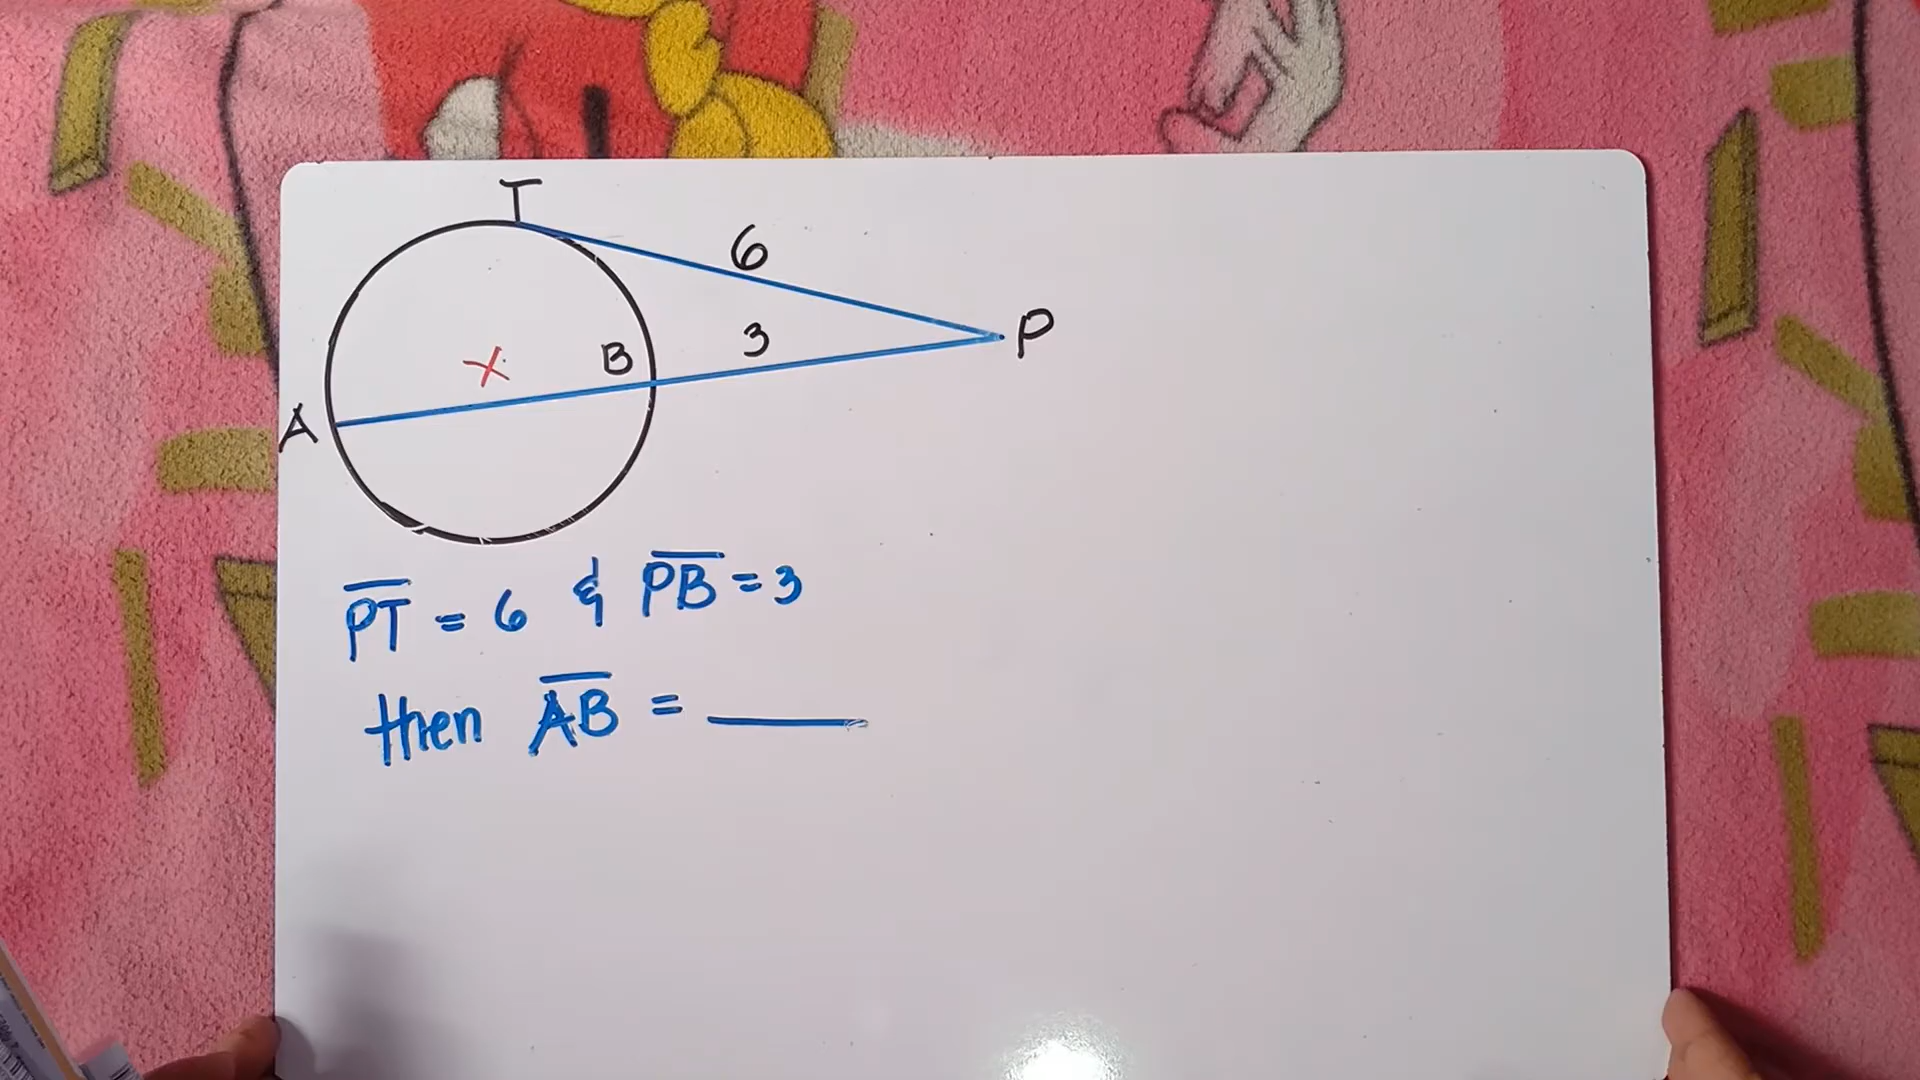 T
6
P
3
B
x
A
PT = 6 & PB = 3
then AB = ____